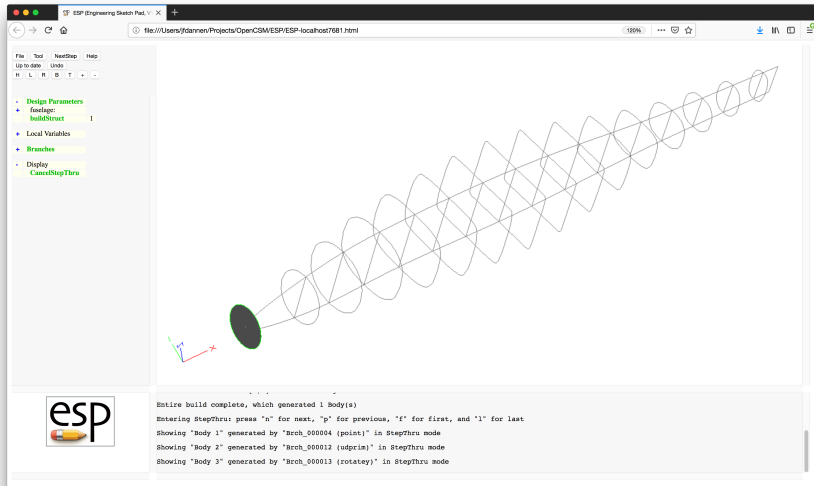 ESP (Engineering Sketch Pad, V
file:///Users/jfdannen/Projects/OpenCSM/ESP/ESP-localhost7681.html
120%
File Tool NextStep Help
Up to date Undo
H L R B T + -
- Design Parameters
+ fuselage:
buildStruct 1
+ Local Variables
+ Branches
- Display
CancelStepThru
X
esp
Entire build complete, which generated 1 Body(s)
Entering StepThru: press "n" for next, "p" for previous, "f" for first, and "l" for last
Showing "Body 1" generated by "Brch_000004 (point)" in StepThru mode
Showing "Body 2" generated by "Brch_000012 (udprim)" in StepThru mode
Showing "Body 3" generated by "Brch_000013 (rotatey)" in StepThru mode